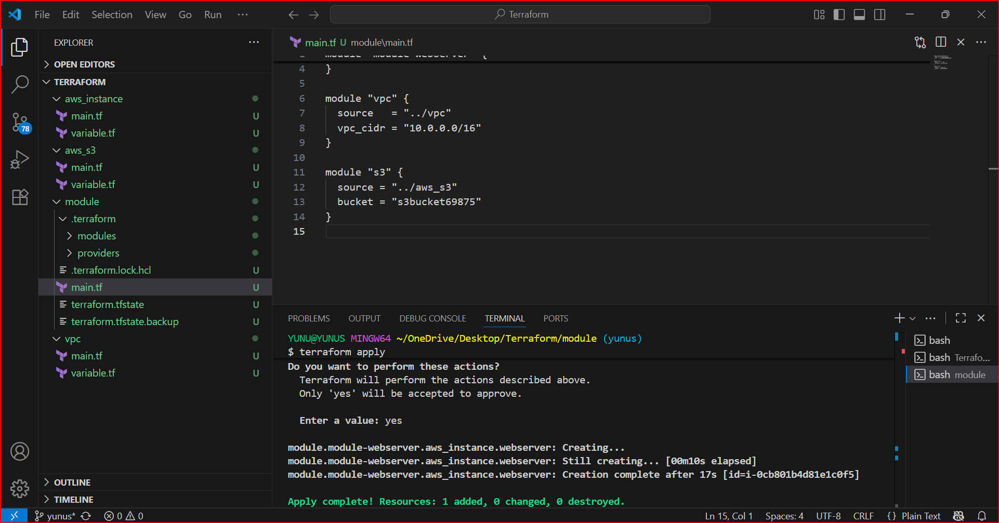 File Edit Selection View Go Run ···
Terraform
EXPLORER ···
OPEN EDITORS
TERRAFORM
aws_instance
main.tf U
variable.tf U
aws_s3
main.tf U
variable.tf U
module
.terraform
modules
providers
.terraform.lock.hcl U
main.tf U
terraform.tfstate U
terraform.tfstate.backup U
vpc
main.tf U
variable.tf U
OUTLINE
TIMELINE
78
main.tf U module\main.tf
4 }
5
6 module "vpc" {
7 source = "../vpc"
8 vpc_cidr = "10.0.0.0/16"
9 }
10
11 module "s3" {
12 source = "../aws_s3"
13 bucket = "s3bucket69875"
14 }
15
PROBLEMS OUTPUT DEBUG CONSOLE TERMINAL PORTS
YUNU@YUNUS MINGW64 ~/OneDrive/Desktop/Terraform/module (yunus)
$ terraform apply
Do you want to perform these actions?
Terraform will perform the actions described above.
Only 'yes' will be accepted to approve.
Enter a value: yes
module.module-webserver.aws_instance.webserver: Creating...
module.module-webserver.aws_instance.webserver: Still creating... [00m10s elapsed]
module.module-webserver.aws_instance.webserver: Creation complete after 17s [id=i-0cb801b4d81e1c0f5]
Apply complete! Resources: 1 added, 0 changed, 0 destroyed.
bash
bash Terrafo...
bash module
yunus* 0 0
Ln 15, Col 1 Spaces: 4 UTF-8 CRLF {} Plain Text